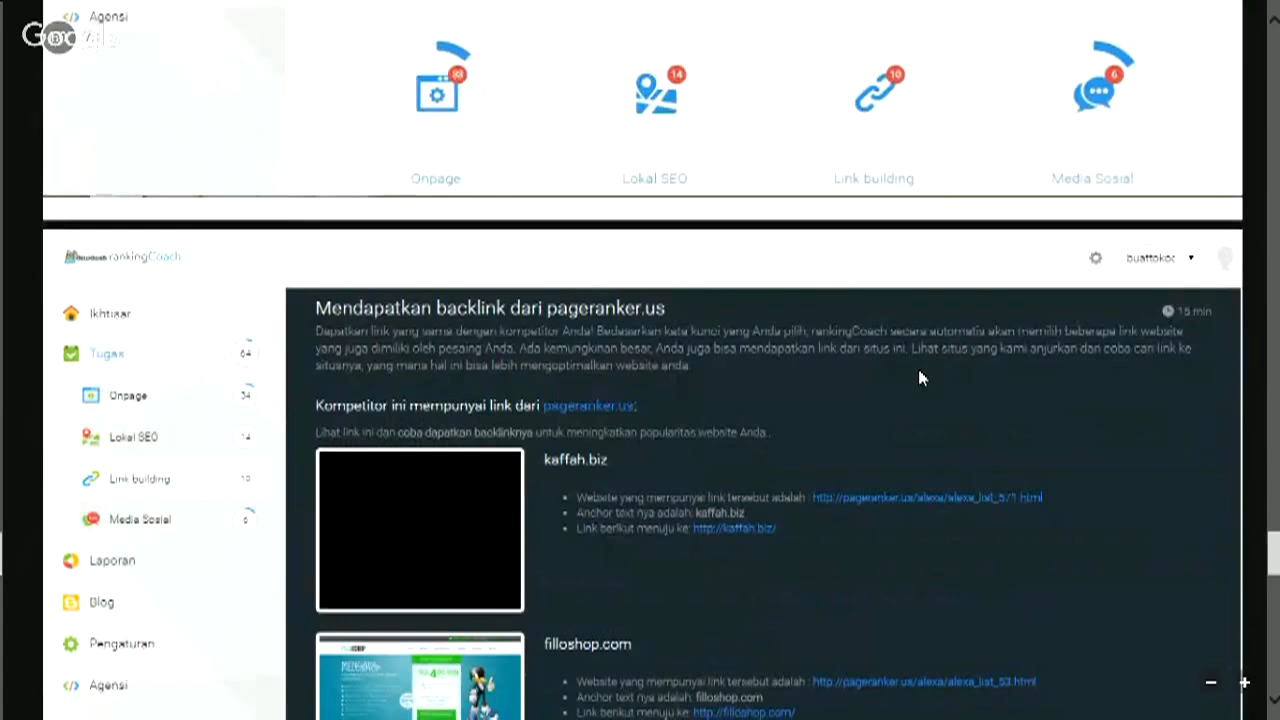 Agensi
93
14
10
6
Onpage
Lokal SEO
Link building
Media Sosial
rankingCoach
buattokoc
Ikhtisar
Tugas
64
Onpage
34
Lokal SEO
14
Link building
10
Media Sosial
6
Laporan
Blog
Pengaturan
Agensi
Mendapatkan backlink dari pageranker.us
15 min
Dapatkan link yang sama dengan kompetitor Anda! Bedasarkan kata kunci yang Anda pilih, rankingCoach secara automatis akan memilih beberapa link website
yang juga dimiliki oleh pesaing Anda. Ada kemungkinan besar, Anda juga bisa mendapatkan link dari situs ini. Lihat situs yang kami anjurkan dan coba cari link ke
situsnya, yang mana hal ini bisa lebih mengoptimalkan website anda.
Kompetitor ini mempunyai link dari pageranker.us:
Lihat link ini dan coba dapatkan backlinknya untuk meningkatkan popularitas website Anda..
kaffah.biz
Website yang mempunyai link tersebut adalah : http://pageranker.us/alexa/alexa_list_571.html
Anchor text nya adalah: kaffah.biz
Link berikut menuju ke: http://kaffah.biz/
filloshop.com
Website yang mempunyai link tersebut adalah : http://pageranker.us/alexa/alexa_list_53.html
Anchor text nya adalah: filloshop.com
Link berikut menuju ke: http://filloshop.com/